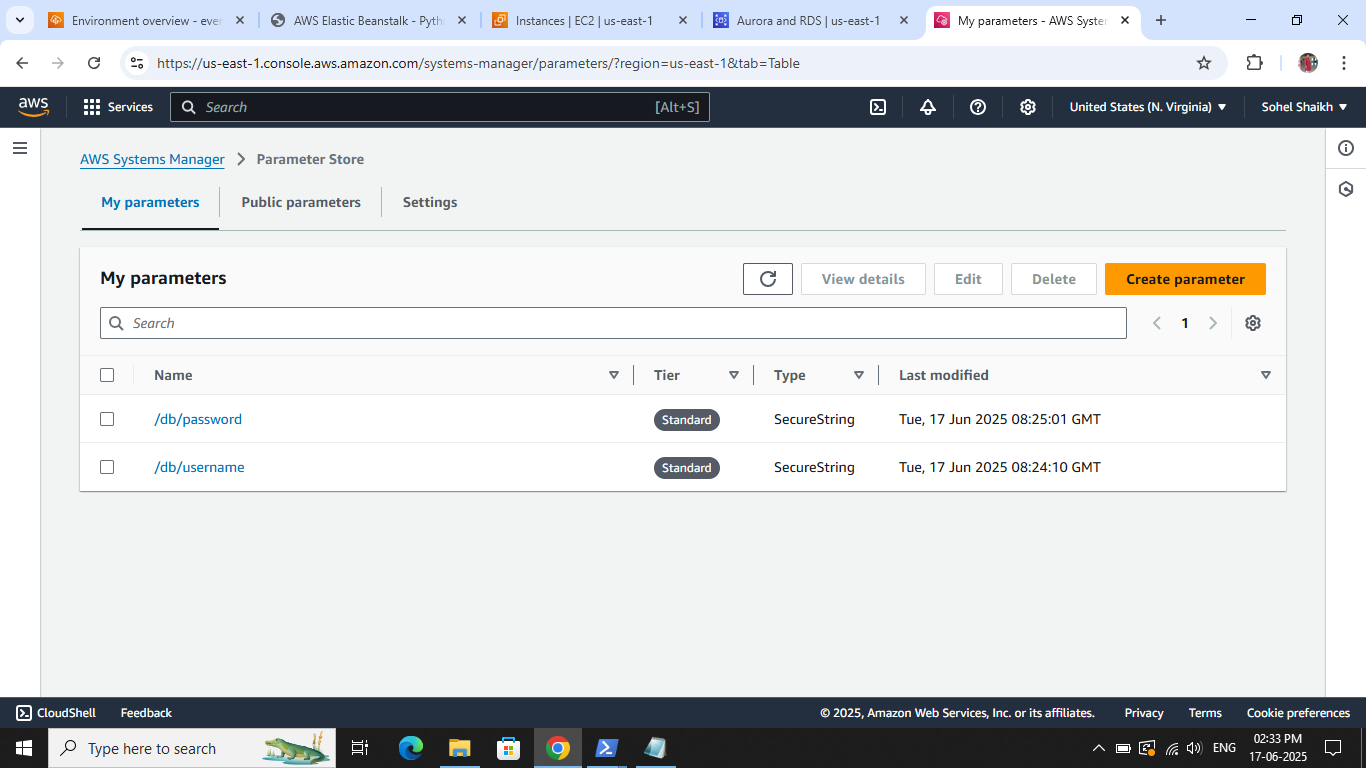 Environment overview - ever
AWS Elastic Beanstalk - Pyth
Instances | EC2 | us-east-1
Aurora and RDS | us-east-1
My parameters - AWS Syste
https://us-east-1.console.aws.amazon.com/systems-manager/parameters/?region=us-east-1&tab=Table
aws Services Search [Alt+S] United States (N. Virginia) Sohel Shaikh
AWS Systems Manager Parameter Store
My parameters Public parameters Settings
My parameters View details Edit Delete Create parameter
Search 1
Name Tier Type Last modified
/db/password Standard SecureString Tue, 17 Jun 2025 08:25:01 GMT
/db/username Standard SecureString Tue, 17 Jun 2025 08:24:10 GMT
CloudShell Feedback © 2025, Amazon Web Services, Inc. or its affiliates. Privacy Terms Cookie preferences
Type here to search ENG 02:33 PM
17-06-2025